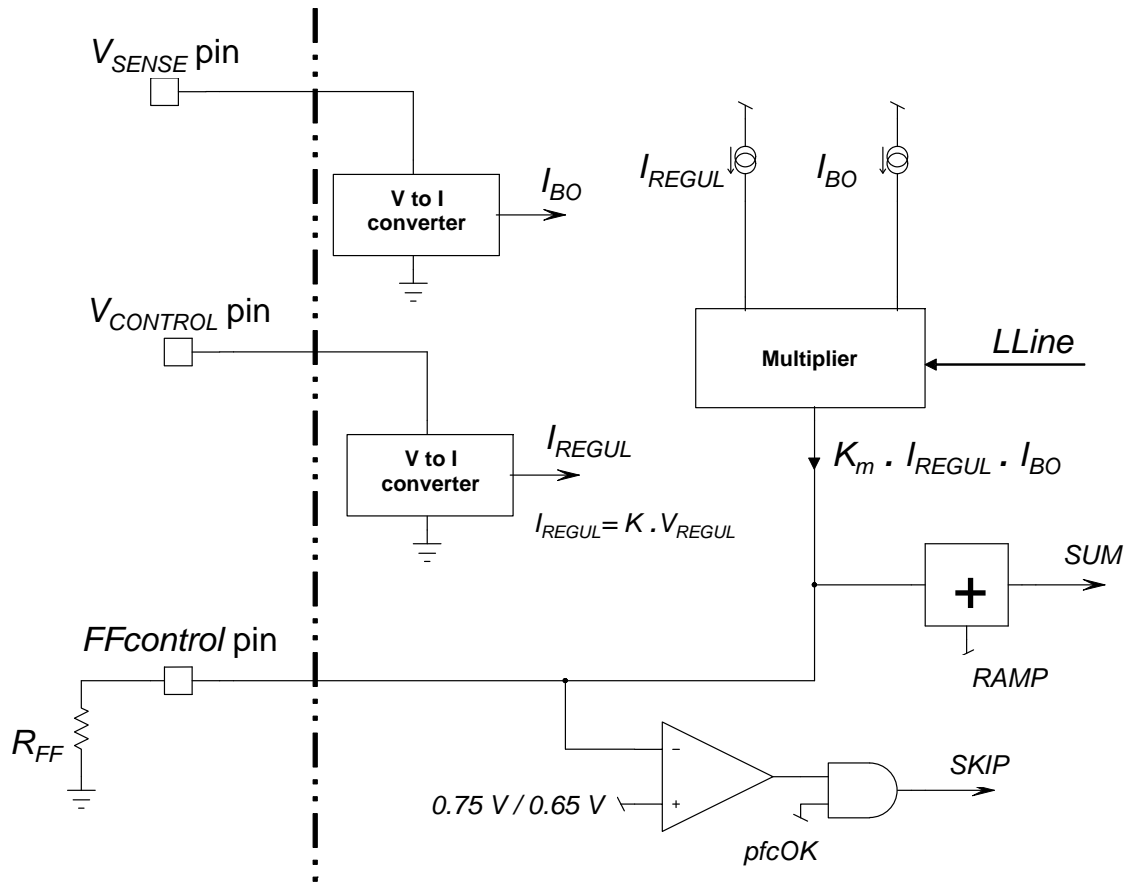 V_SENSE pin
V to I
converter
I_BO
I_REGUL
I_BO
V_CONTROL pin
Multiplier
LLine
V to I
converter
I_REGUL
I_REGUL = K . V_REGUL
K_m . I_REGUL . I_BO
+
SUM
RAMP
FFcontrol pin
R_FF
−
+
0.75 V / 0.65 V
SKIP
pfcOK